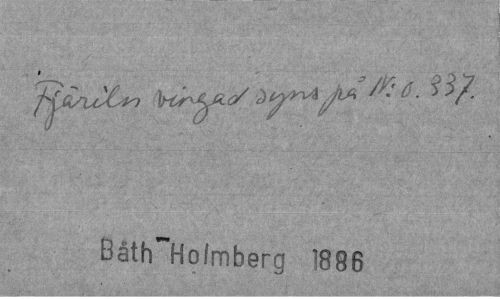 Fjäriln vingad syns på N:o. 337.
Båth-Holmberg 1886